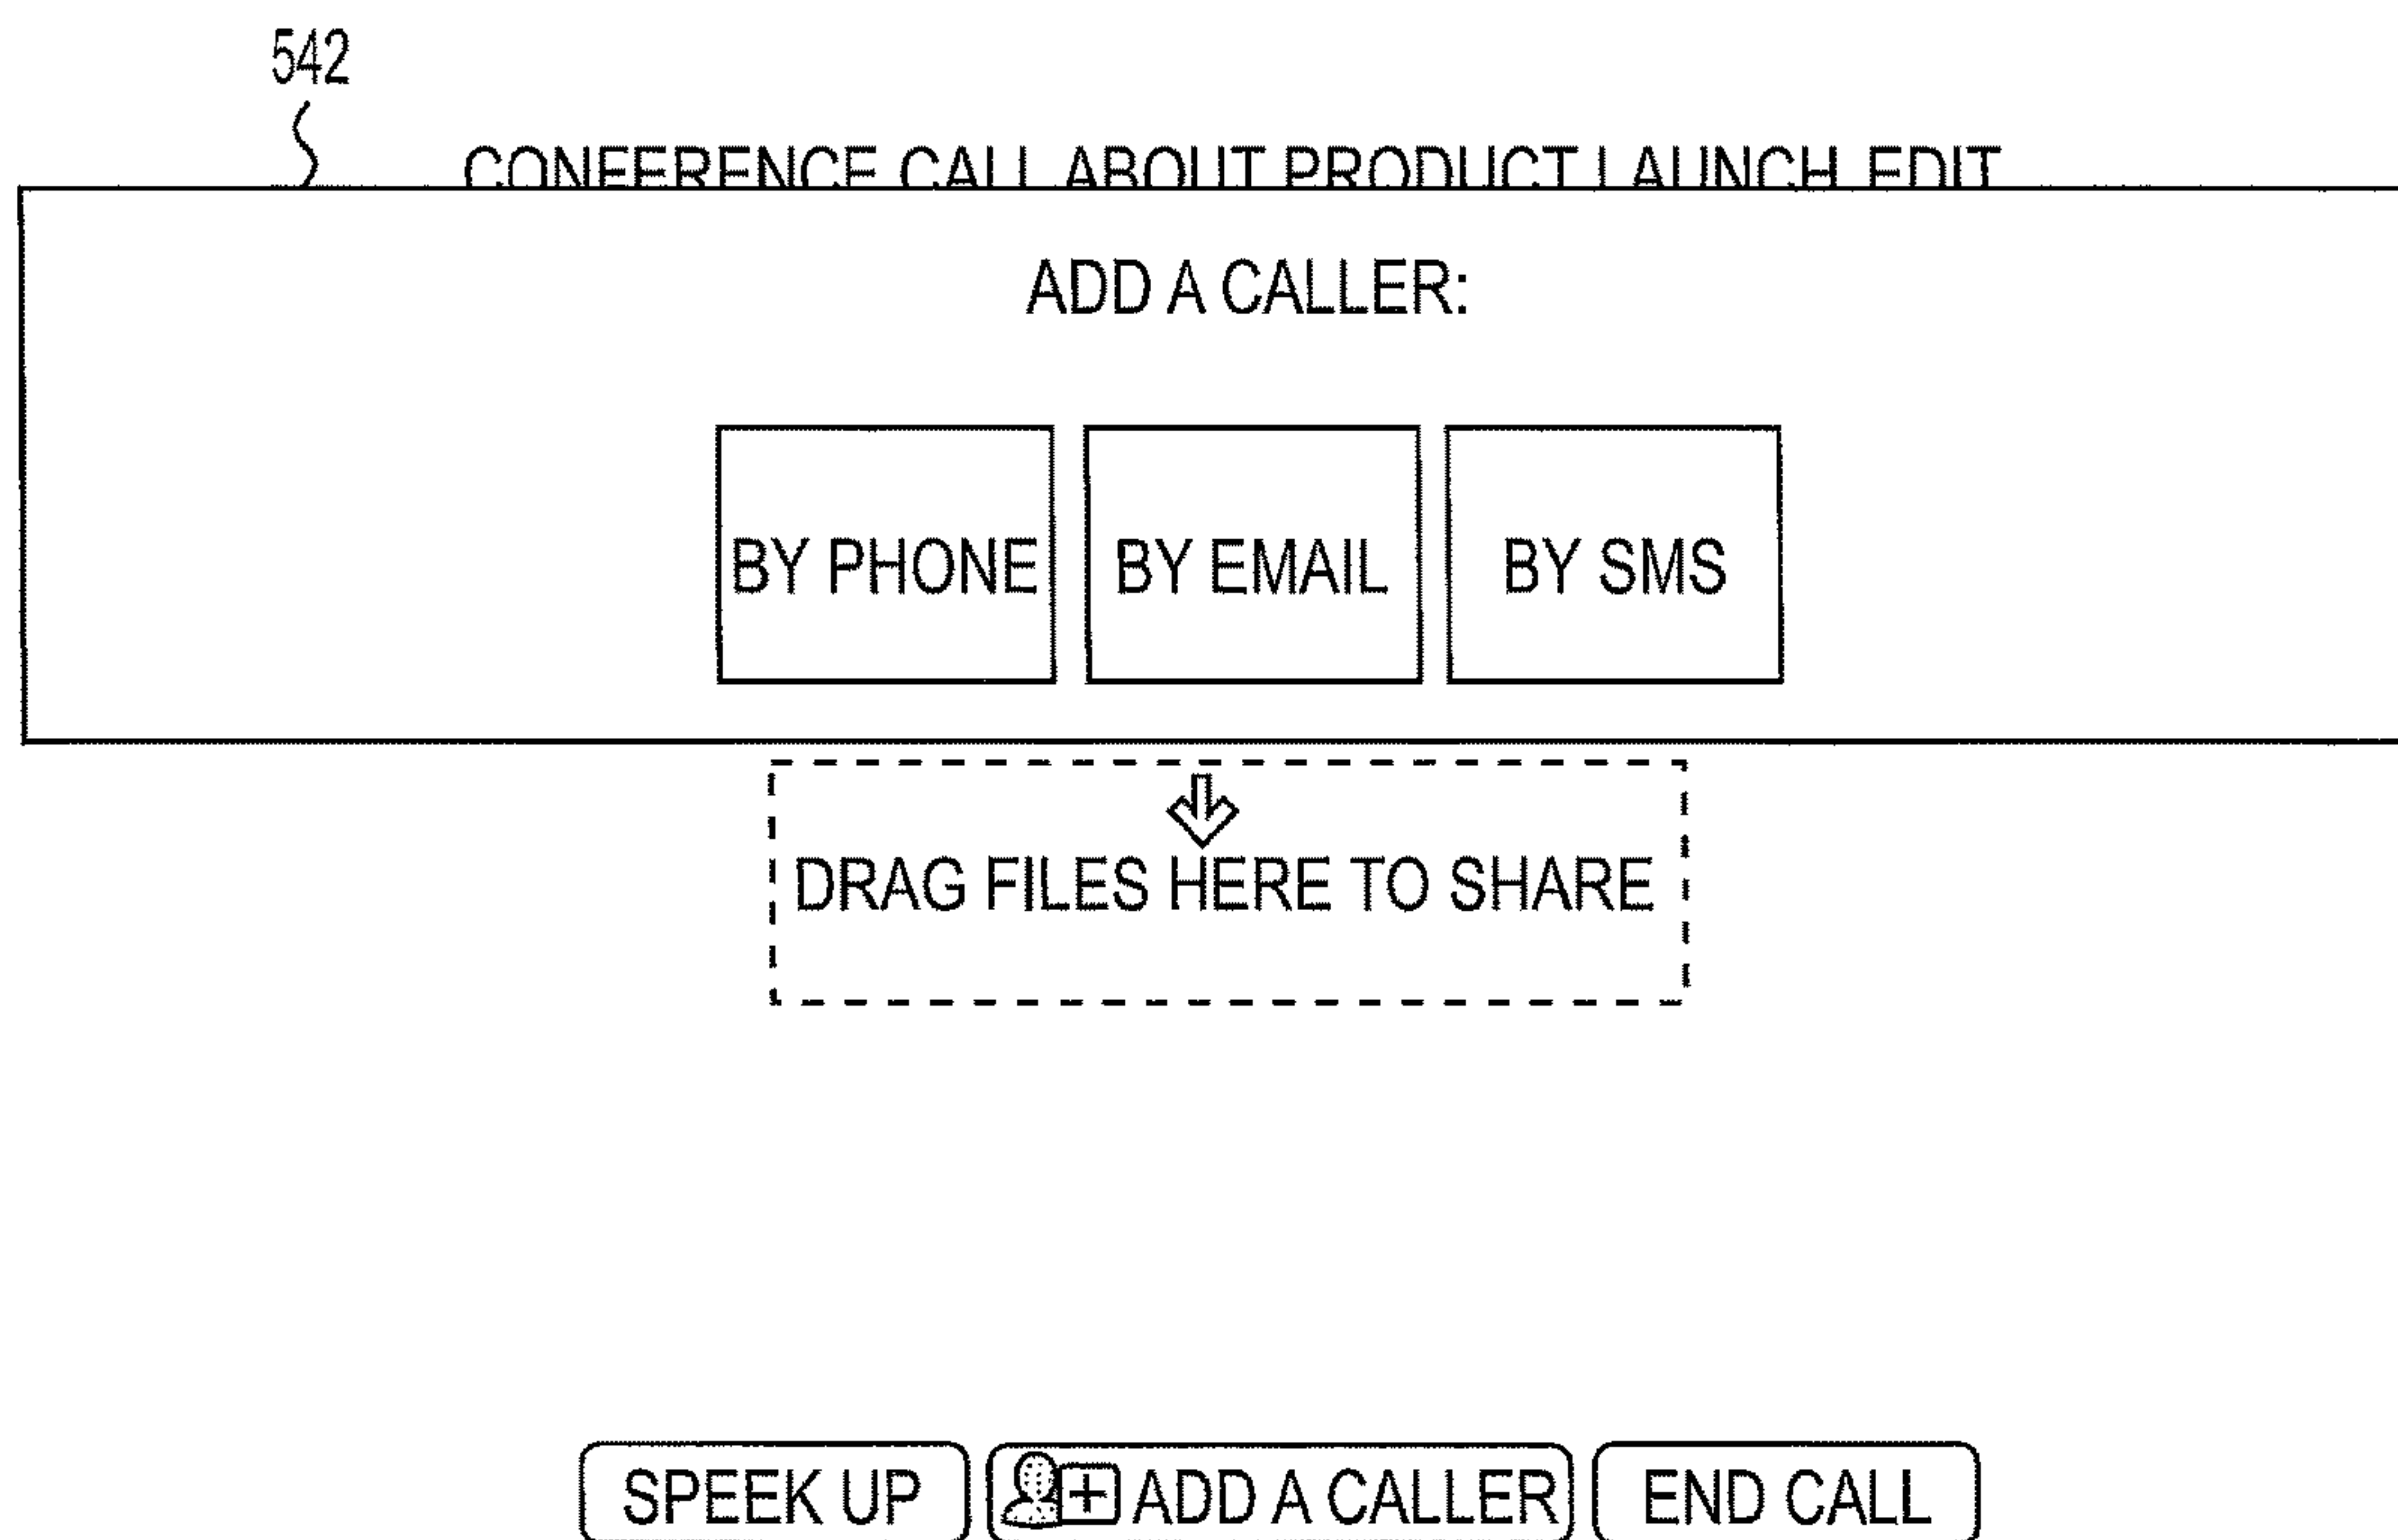 542
CONFERENCE CALL ABOUT PRODUCT LAUNCH EDIT
ADD A CALLER:
BY PHONE BY EMAIL BY SMS
DRAG FILES HERE TO SHARE
SPEEK UP ADD A CALLER END CALL